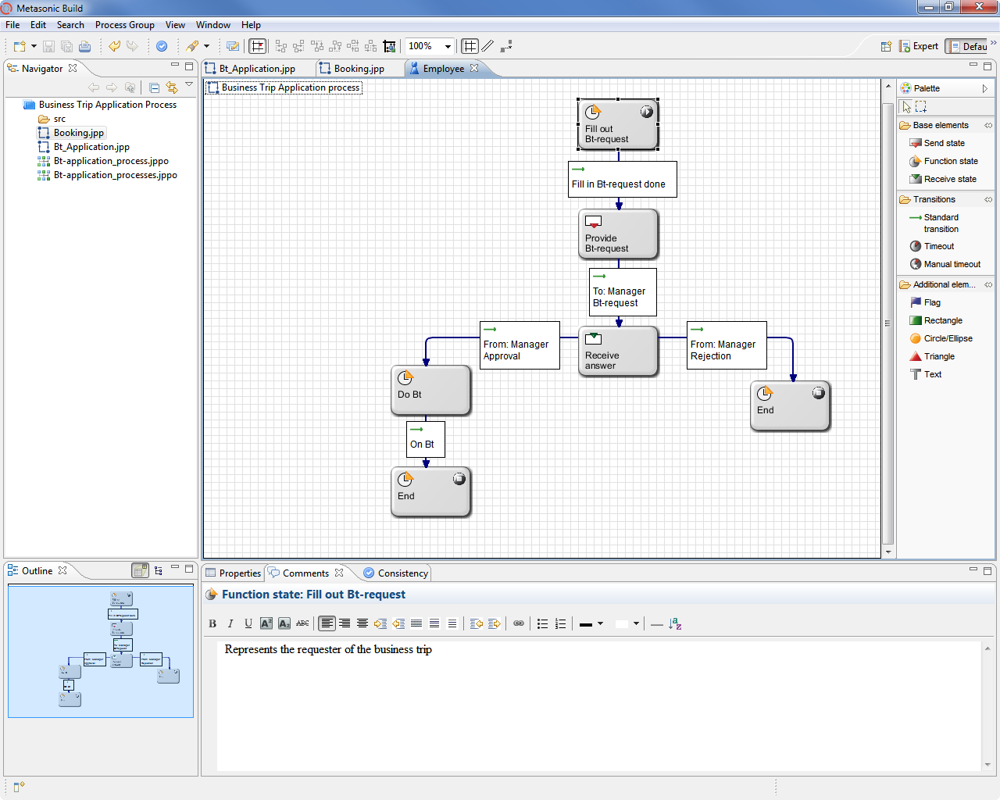 Metasonic Build
File Edit Search Process Group View Window Help
100%
Expert
Defau
Navigator
Business Trip Application Process
src
Booking.jpp
Bt_Application.jpp
Bt-application_process.jppo
Bt-application_processes.jppo
Bt_Application.jpp
Booking.jpp
Employee
Business Trip Application process
Fill out
Bt-request
Fill in Bt-request done
Provide
Bt-request
To: Manager
Bt-request
From: Manager
Approval
Receive
answer
From: Manager
Rejection
Do Bt
End
On Bt
End
Palette
Base elements
Send state
Function state
Receive state
Transitions
Standard
transition
Timeout
Manual timeout
Additional elem...
Flag
Rectangle
Circle/Ellipse
Triangle
Text
Outline
Properties
Comments
Consistency
Function state: Fill out Bt-request
B I U A2 A2 ABC
Represents the requester of the business trip